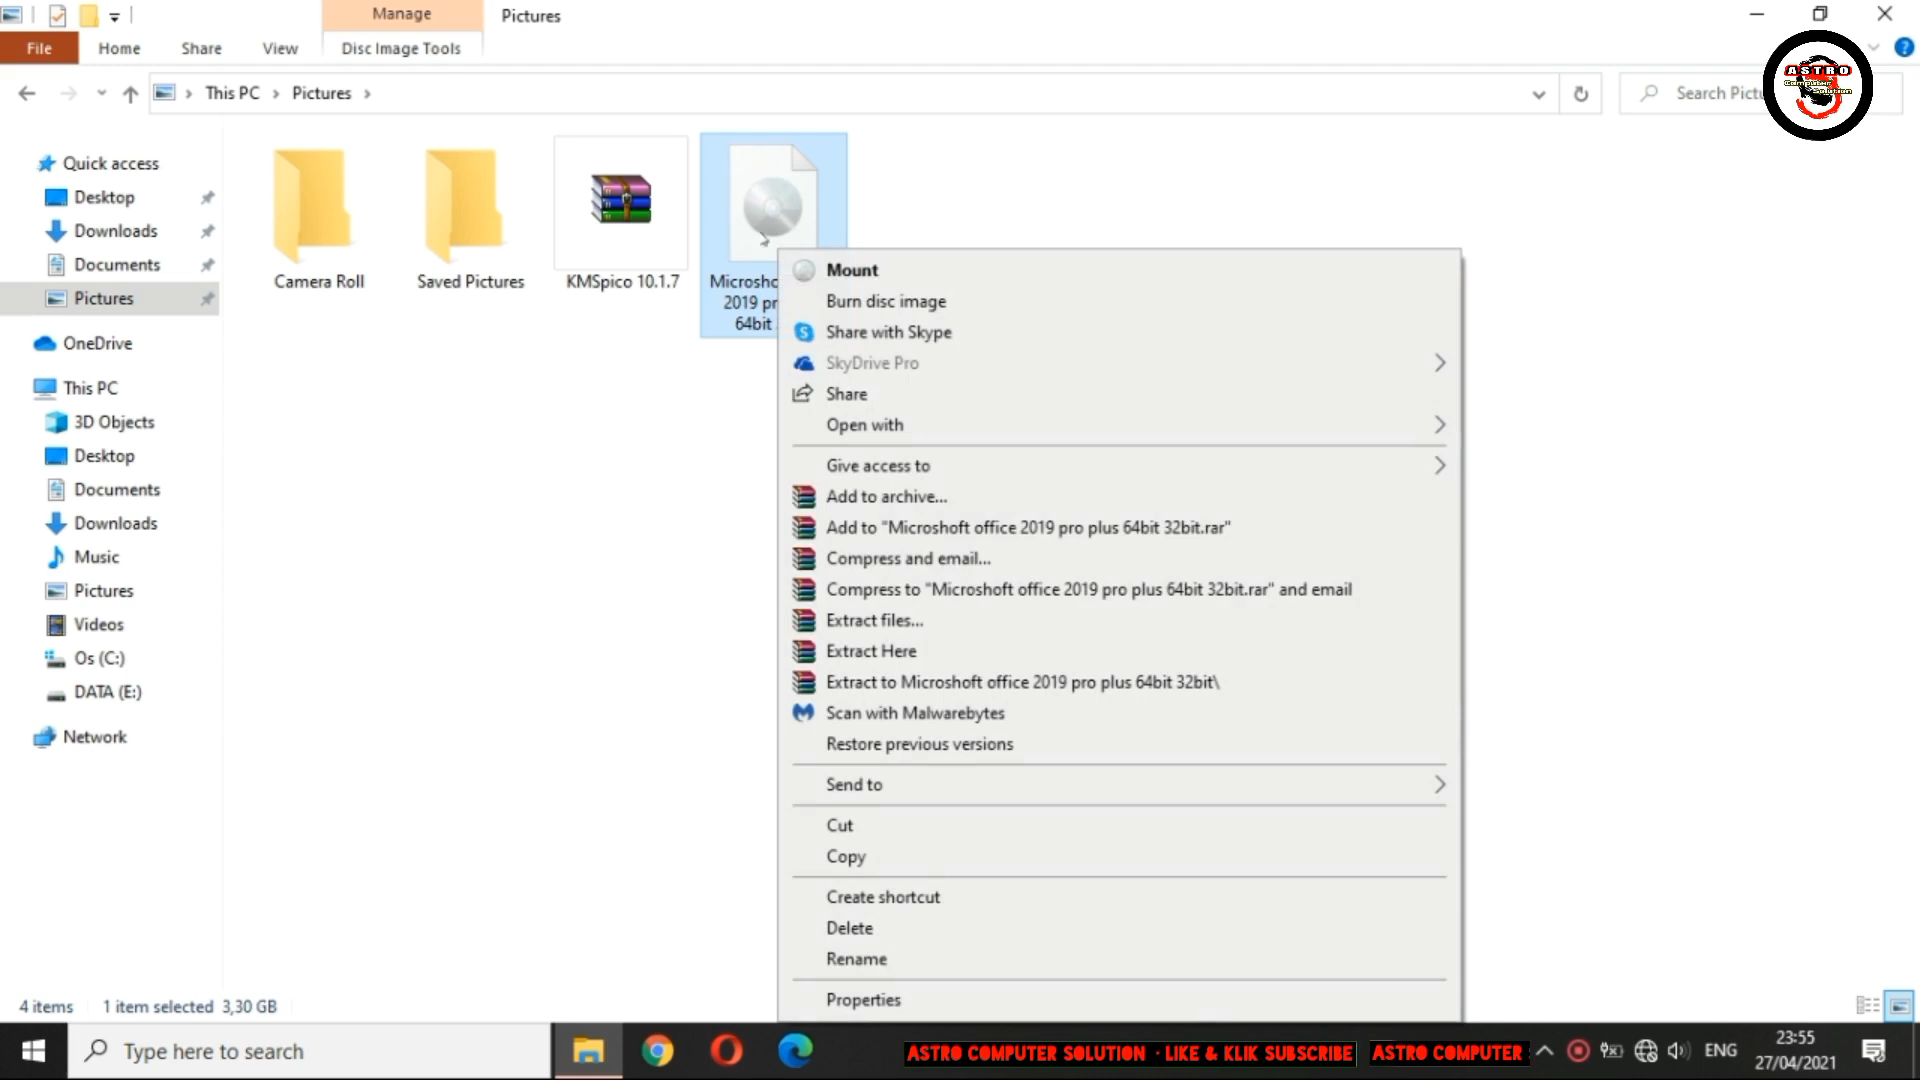 Manage
Pictures
File
Home
Share
View
Disc Image Tools
This PC
Pictures
Search
ASTRO
Computer
Solution
Quick access
Desktop
Downloads
Documents
Pictures
OneDrive
This PC
3D Objects
Desktop
Documents
Downloads
Music
Pictures
Videos
Os (C:)
DATA (E:)
Network
Camera Roll
Saved Pictures
KMSpico 10.1.7
2019
64bit
Mount
Burn disc image
Share with Skype
SkyDrive Pro
Share
Open with
Give access to
Add to archive...
Add to "Microshoft office 2019 pro plus 64bit 32bit.rar"
Compress and email...
Compress to "Microshoft office 2019 pro plus 64bit 32bit.rar" and email
Extract files...
Extract Here
Extract to Microshoft office 2019 pro plus 64bit 32bit\
Scan with Malwarebytes
Restore previous versions
Send to
Cut
Copy
Create shortcut
Delete
Rename
Properties
4 items
1 item selected 3,30 GB
Type here to search
ASTRO COMPUTER SOLUTION · LIKE & KLIK SUBSCRIBE
ASTRO COMPUTER
ENG
23:55
27/04/2021